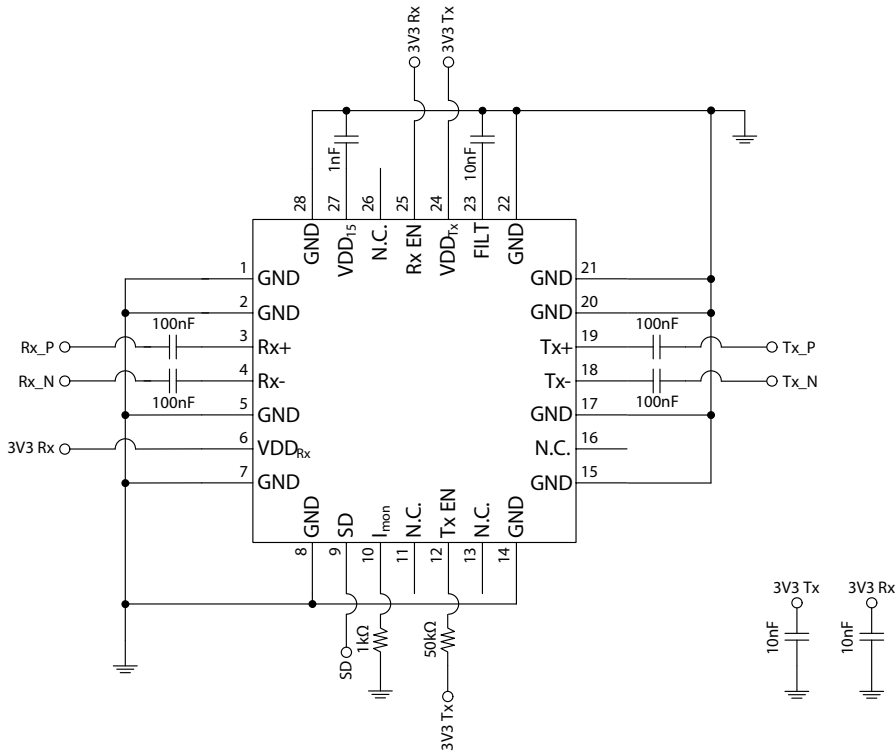 3V3 Rx
3V3 Tx
1nF
10nF
28
27
26
25
24
23
22
GND
VDD15
N.C.
Rx EN
VDDTx
FILT
GND
1
GND
2
GND
100nF
3
Rx+
Rx_P
4
Rx-
Rx_N
100nF
5
GND
6
VDDRx
3V3 Rx
7
GND
21
GND
20
GND
100nF
19
Tx+
Tx_P
18
Tx-
Tx_N
100nF
17
GND
16
N.C.
15
GND
GND
SD
Imon
N.C.
Tx EN
N.C.
GND
8
9
10
11
12
13
14
1kΩ
50kΩ
SD
3V3 Tx
3V3 Tx
3V3 Rx
10nF
10nF